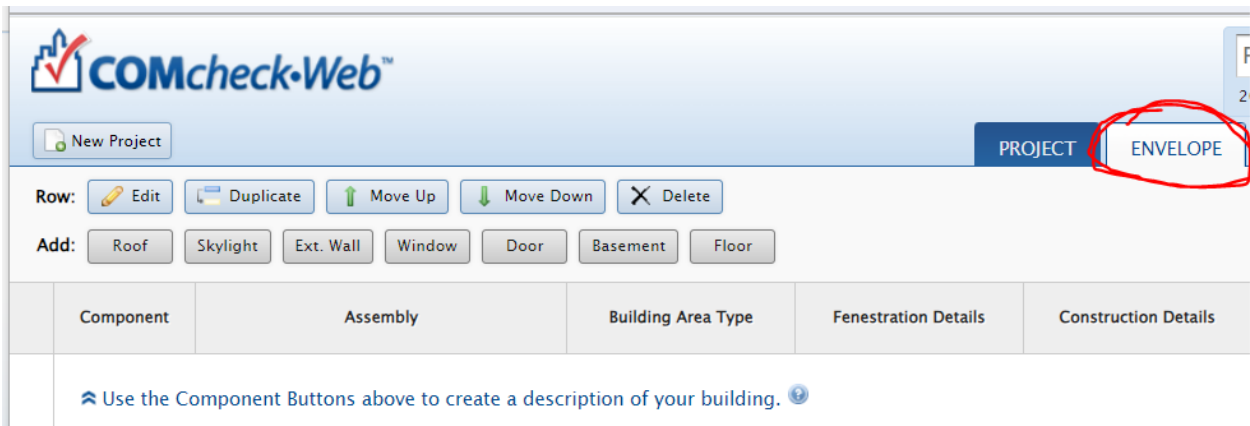 COMcheck•Web™
New Project
PROJECT ENVELOPE
Row: Edit Duplicate Move Up Move Down Delete
Add: Roof Skylight Ext. Wall Window Door Basement Floor
Component Assembly Building Area Type Fenestration Details Construction Details
Use the Component Buttons above to create a description of your building.